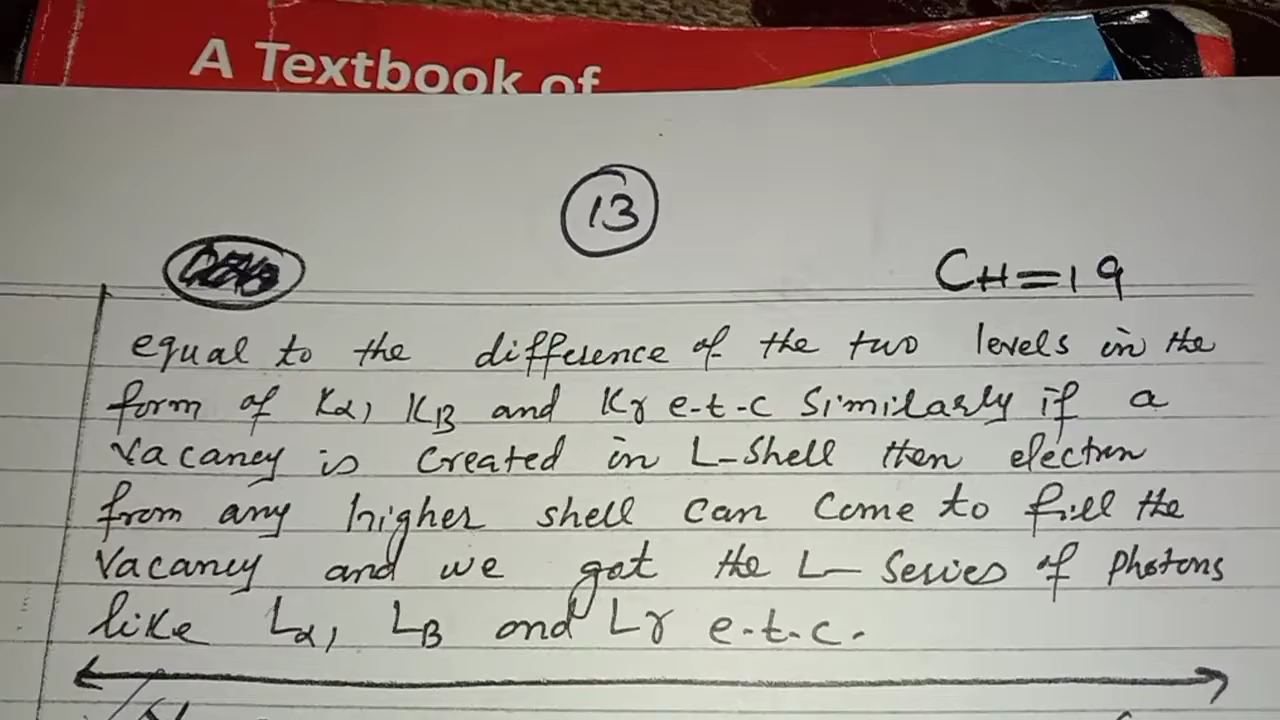 A Textbook of
13
CH=19
equal to the difference of the two levels in the
form of Kα, Kβ and Kγ e-t-c Similarly if a
vacancy is created in L-Shell then electron
from any higher shell can come to fill the
vacancy and we got the L- Series of photons
like Lα, Lβ and Lγ e.t.c.